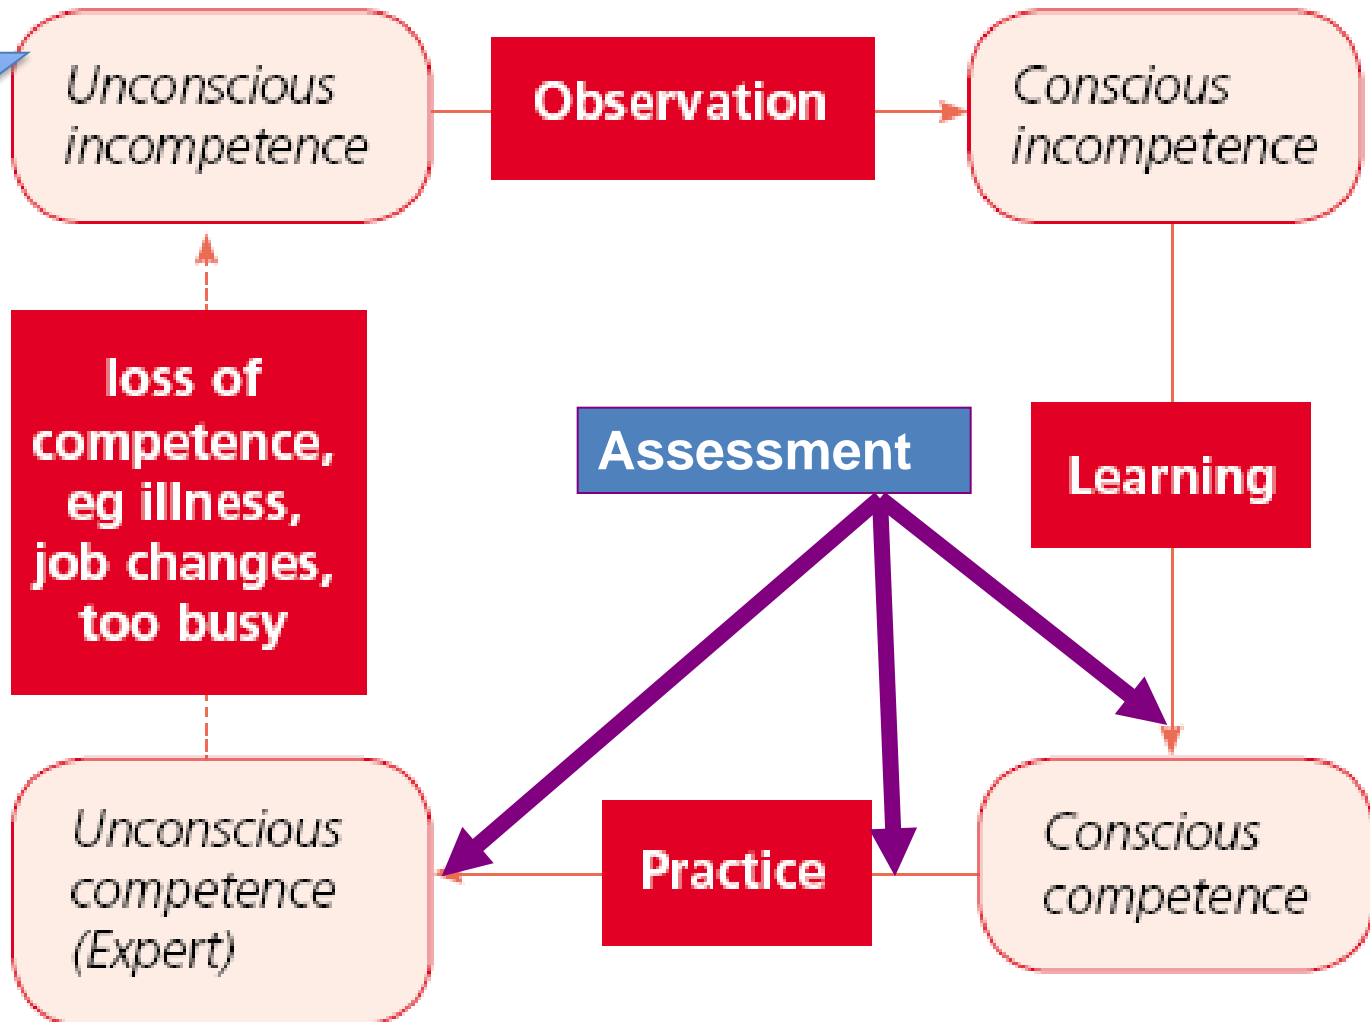 Unconscious
incompetence
Observation
Conscious
incompetence
loss of
competence,
eg illness,
job changes,
too busy
Assessment
Learning
Unconscious
competence
(Expert)
Practice
Conscious
competence